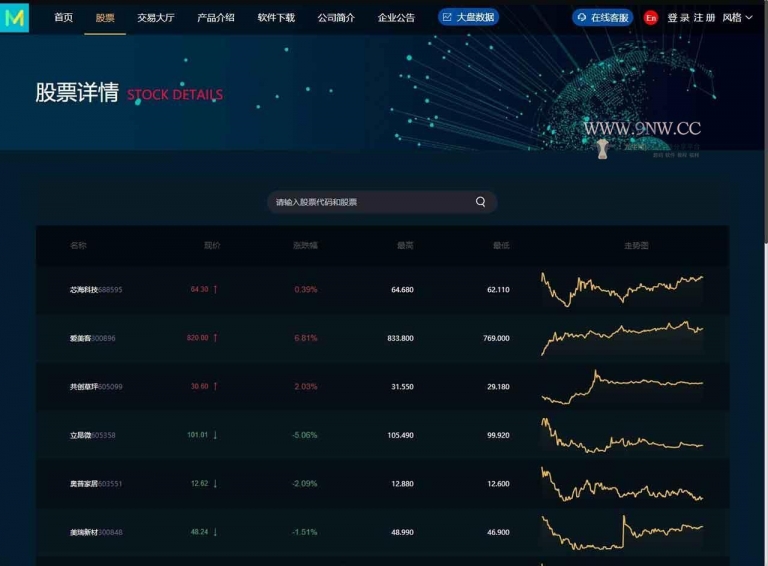 M
首页 股票 交易大厅 产品介绍 软件下载 公司简介 企业公告 大盘数据 在线客服 En 登录 注册 风格
股票详情 STOCK DETAILS
WWW.9NW.CC
请输入股票代码和股票
名称 现价 涨跌幅 最高 最低 走势图
芯海科技688595 64.30 ↑ 0.39% 64.680 62.110
爱美客300896 820.00 ↑ 6.81% 833.800 769.000
共创草坪605099 30.60 ↑ 2.03% 31.550 29.180
立昂微605358 101.01 ↓ -5.06% 105.490 99.920
奥普家居603551 12.62 ↓ -2.09% 12.880 12.600
美瑞新材300848 48.24 ↓ -1.51% 48.990 46.900